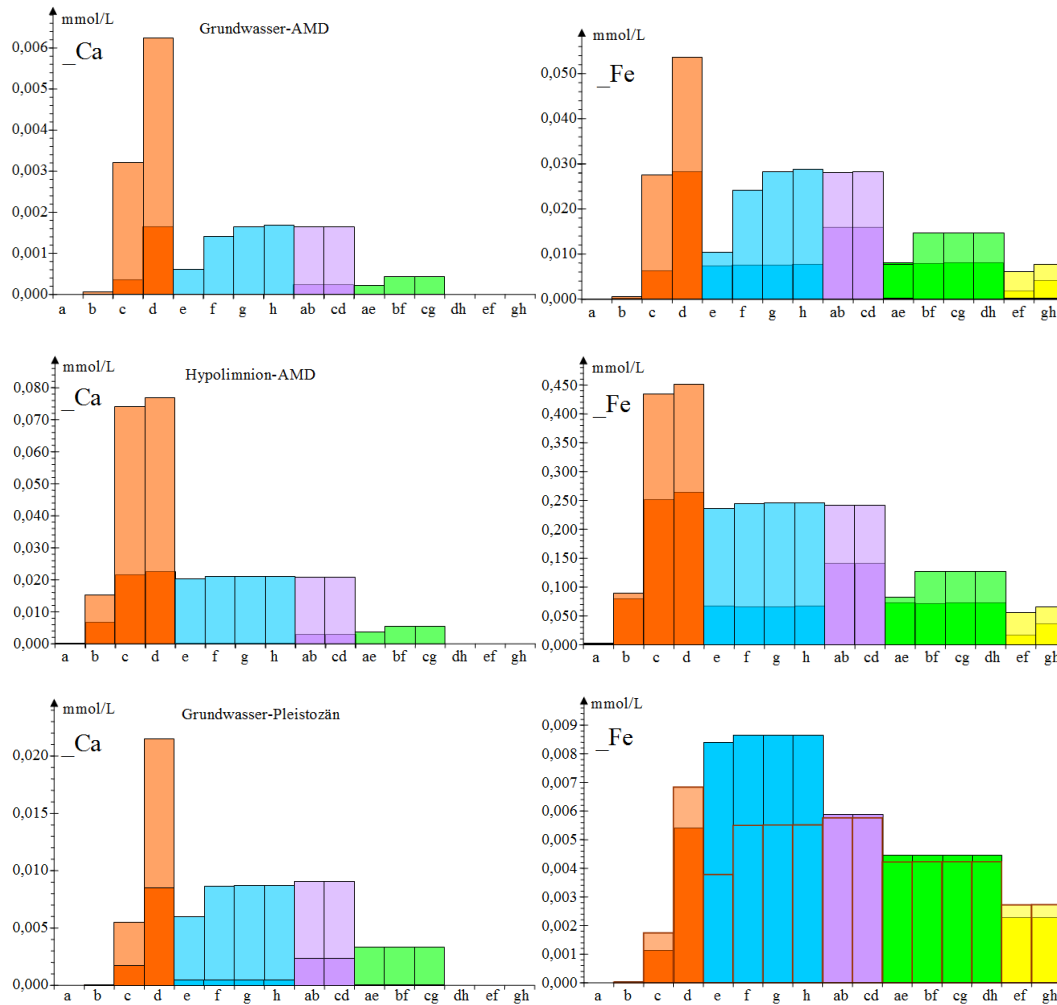 mmol/L
Grundwasser-AMD
_Ca
0,006
0,005
0,004
0,003
0,002
0,001
0,000
a b c d e f g h ab cd ae bf cg dh ef gh
mmol/L
_Fe
0,050
0,030
0,030
0,010
0,000
a b c d e f g h ab cd ae bf cg dh ef gh
mmol/L
Hypolimnion-AMD
_Ca
0,080
0,070
0,060
0,050
0,040
0,030
0,020
0,010
0,000
a b c d e f g h ab cd ae bf cg dh ef gh
mmol/L
_Fe
0,450
0,400
0,350
0,300
0,250
0,200
0,150
0,100
0,050
0,000
a b c d e f g h ab cd ae bf cg dh ef gh
mmol/L
Grundwasser-Pleistozän
_Ca
0,020
0,015
0,010
0,005
0,000
a b c d e f g h ab cd ae bf cg dh ef gh
mmol/L
_Fe
0,009
0,008
0,007
0,006
0,005
0,004
0,003
0,002
0,001
0,000
a b c d e f g h ab cd ae bf cg dh ef gh